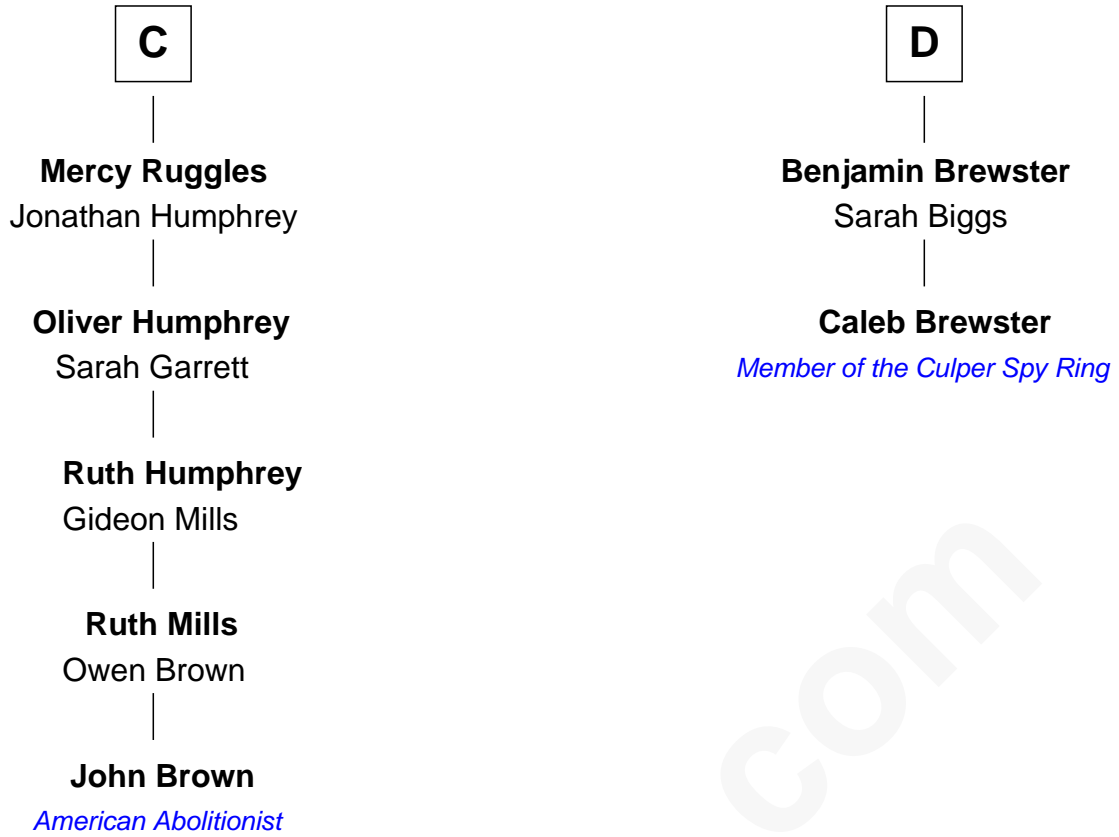 C
Mercy Ruggles
Jonathan Humphrey
Oliver Humphrey
Sarah Garrett
Ruth Humphrey
Gideon Mills
Ruth Mills
Owen Brown
John Brown
American Abolitionist
D
Benjamin Brewster
Sarah Biggs
Caleb Brewster
Member of the Culper Spy Ring
com